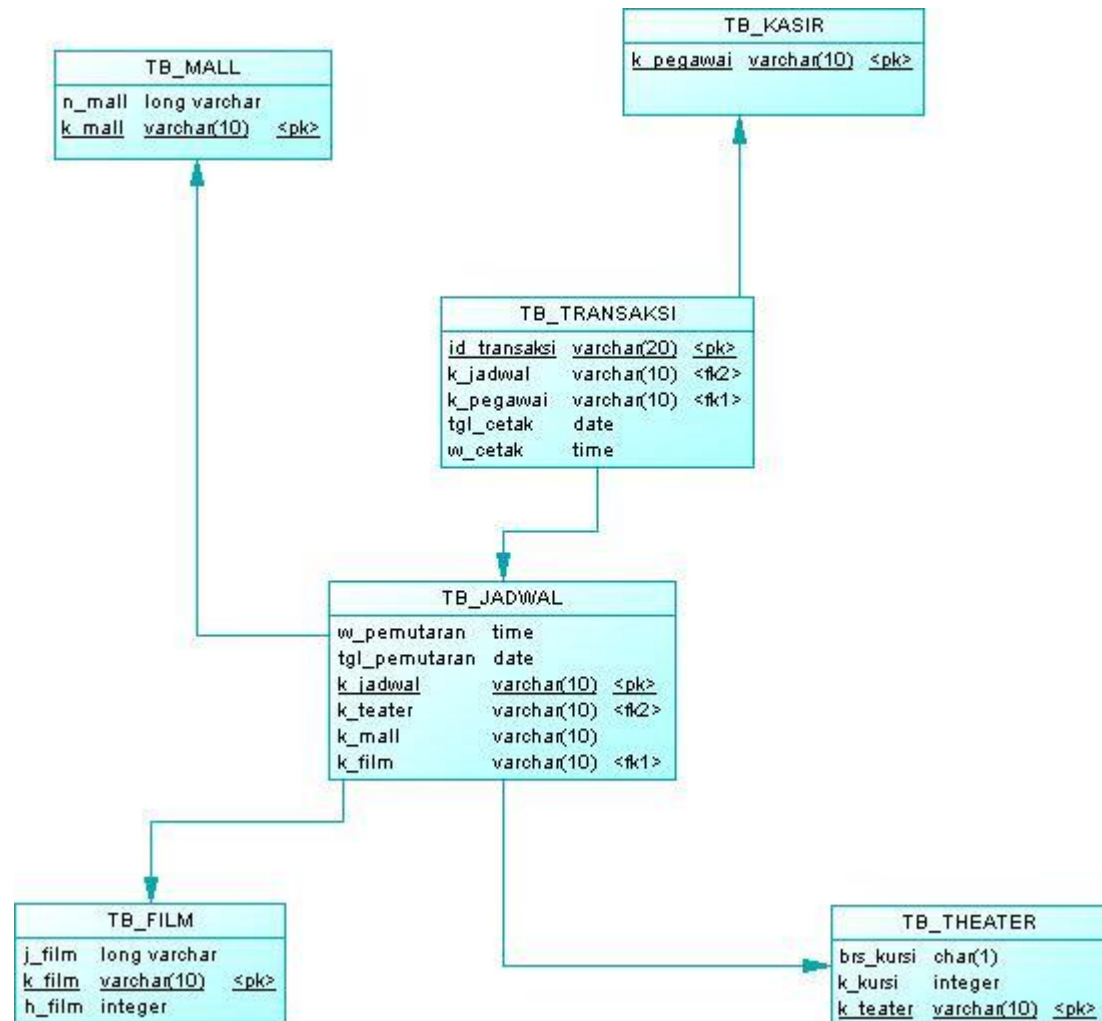 TB_KASIR
k_pegawai varchar(10) <pk>
TB_MALL
n_mall long varchar
k_mall varchar(10) <pk>
TB_TRANSAKSI
id_transaksi varchar(20) <pk>
k_jadwal varchar(10) <fk2>
k_pegawai varchar(10) <fk1>
tgl_cetak date
w_cetak time
TB_JADWAL
w_pemutaran time
tgl_pemutaran date
k_jadwal varchar(10) <pk>
k_teater varchar(10) <fk2>
k_mall varchar(10)
k_film varchar(10) <fk1>
TB_FILM
j_film long varchar
k_film varchar(10) <pk>
h_film integer
TB_THEATER
brs_kursi char(1)
k_kursi integer
k_teater varchar(10) <pk>